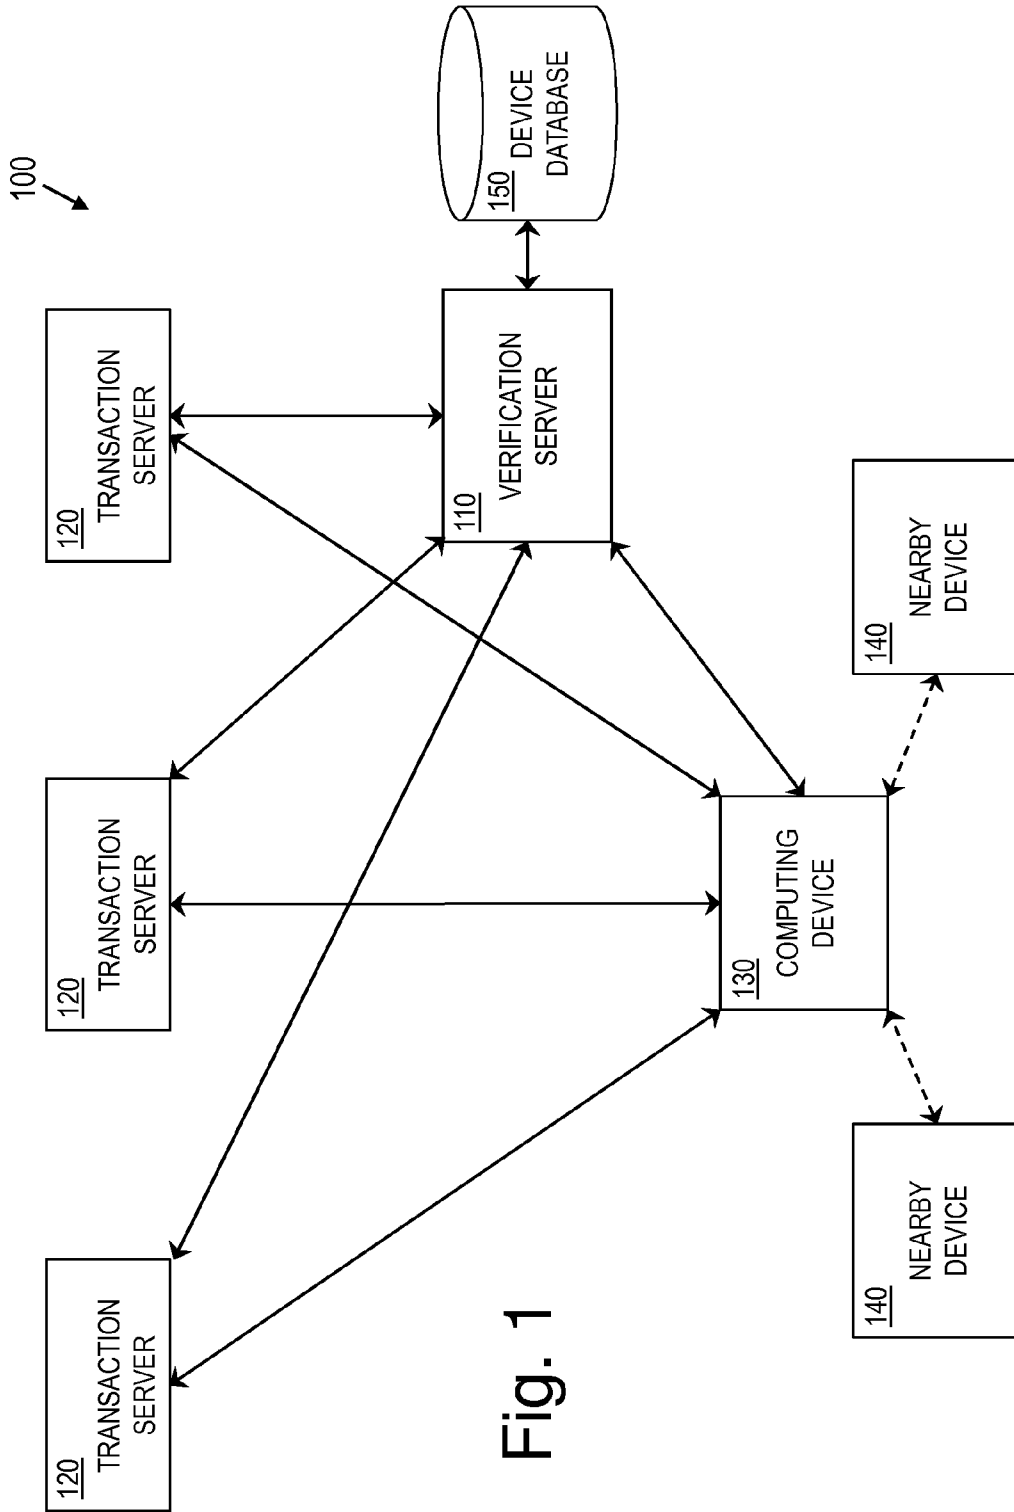 100
120
TRANSACTION
SERVER
120
TRANSACTION
SERVER
120
TRANSACTION
SERVER
110
VERIFICATION
SERVER
150
DEVICE
DATABASE
130
COMPUTING
DEVICE
140
NEARBY
DEVICE
140
NEARBY
DEVICE
Fig. 1